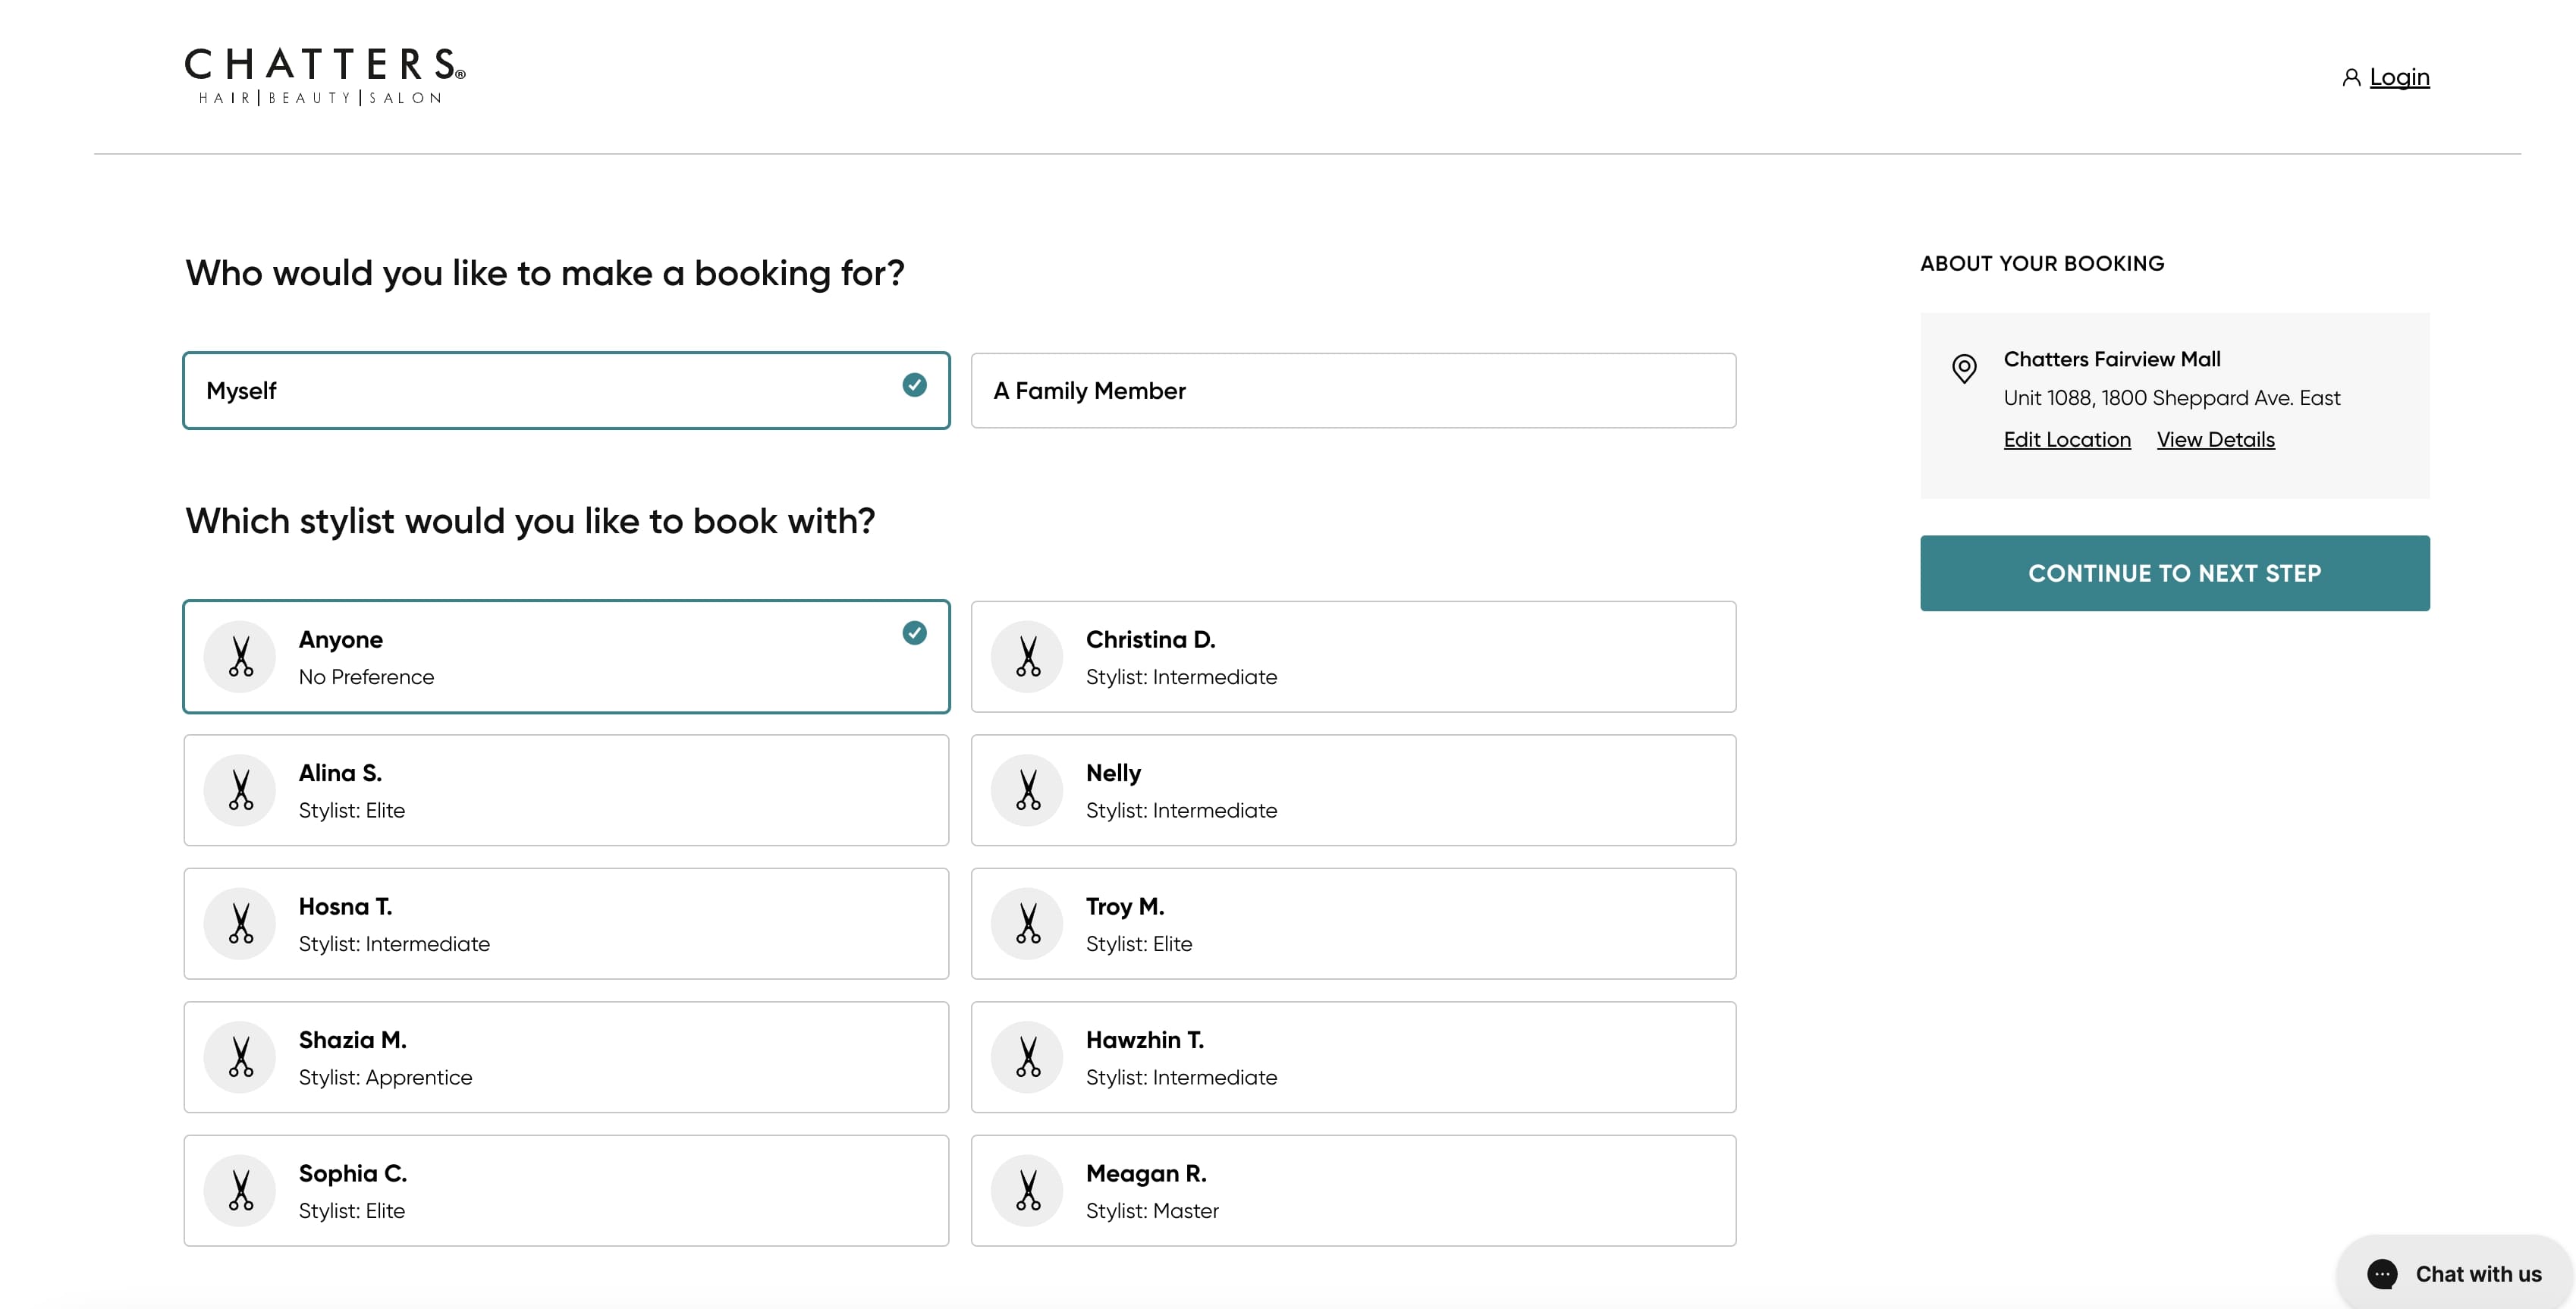 CHATTERS®
HAIR|BEAUTY|SALON
Login
Who would you like to make a booking for?
Myself
A Family Member
Which stylist would you like to book with?
Anyone
No Preference
Christina D.
Stylist: Intermediate
Alina S.
Stylist: Elite
Nelly
Stylist: Intermediate
Hosna T.
Stylist: Intermediate
Troy M.
Stylist: Elite
Shazia M.
Stylist: Apprentice
Hawzhin T.
Stylist: Intermediate
Sophia C.
Stylist: Elite
Meagan R.
Stylist: Master
ABOUT YOUR BOOKING
Chatters Fairview Mall
Unit 1088, 1800 Sheppard Ave. East
Edit Location View Details
CONTINUE TO NEXT STEP
Chat with us